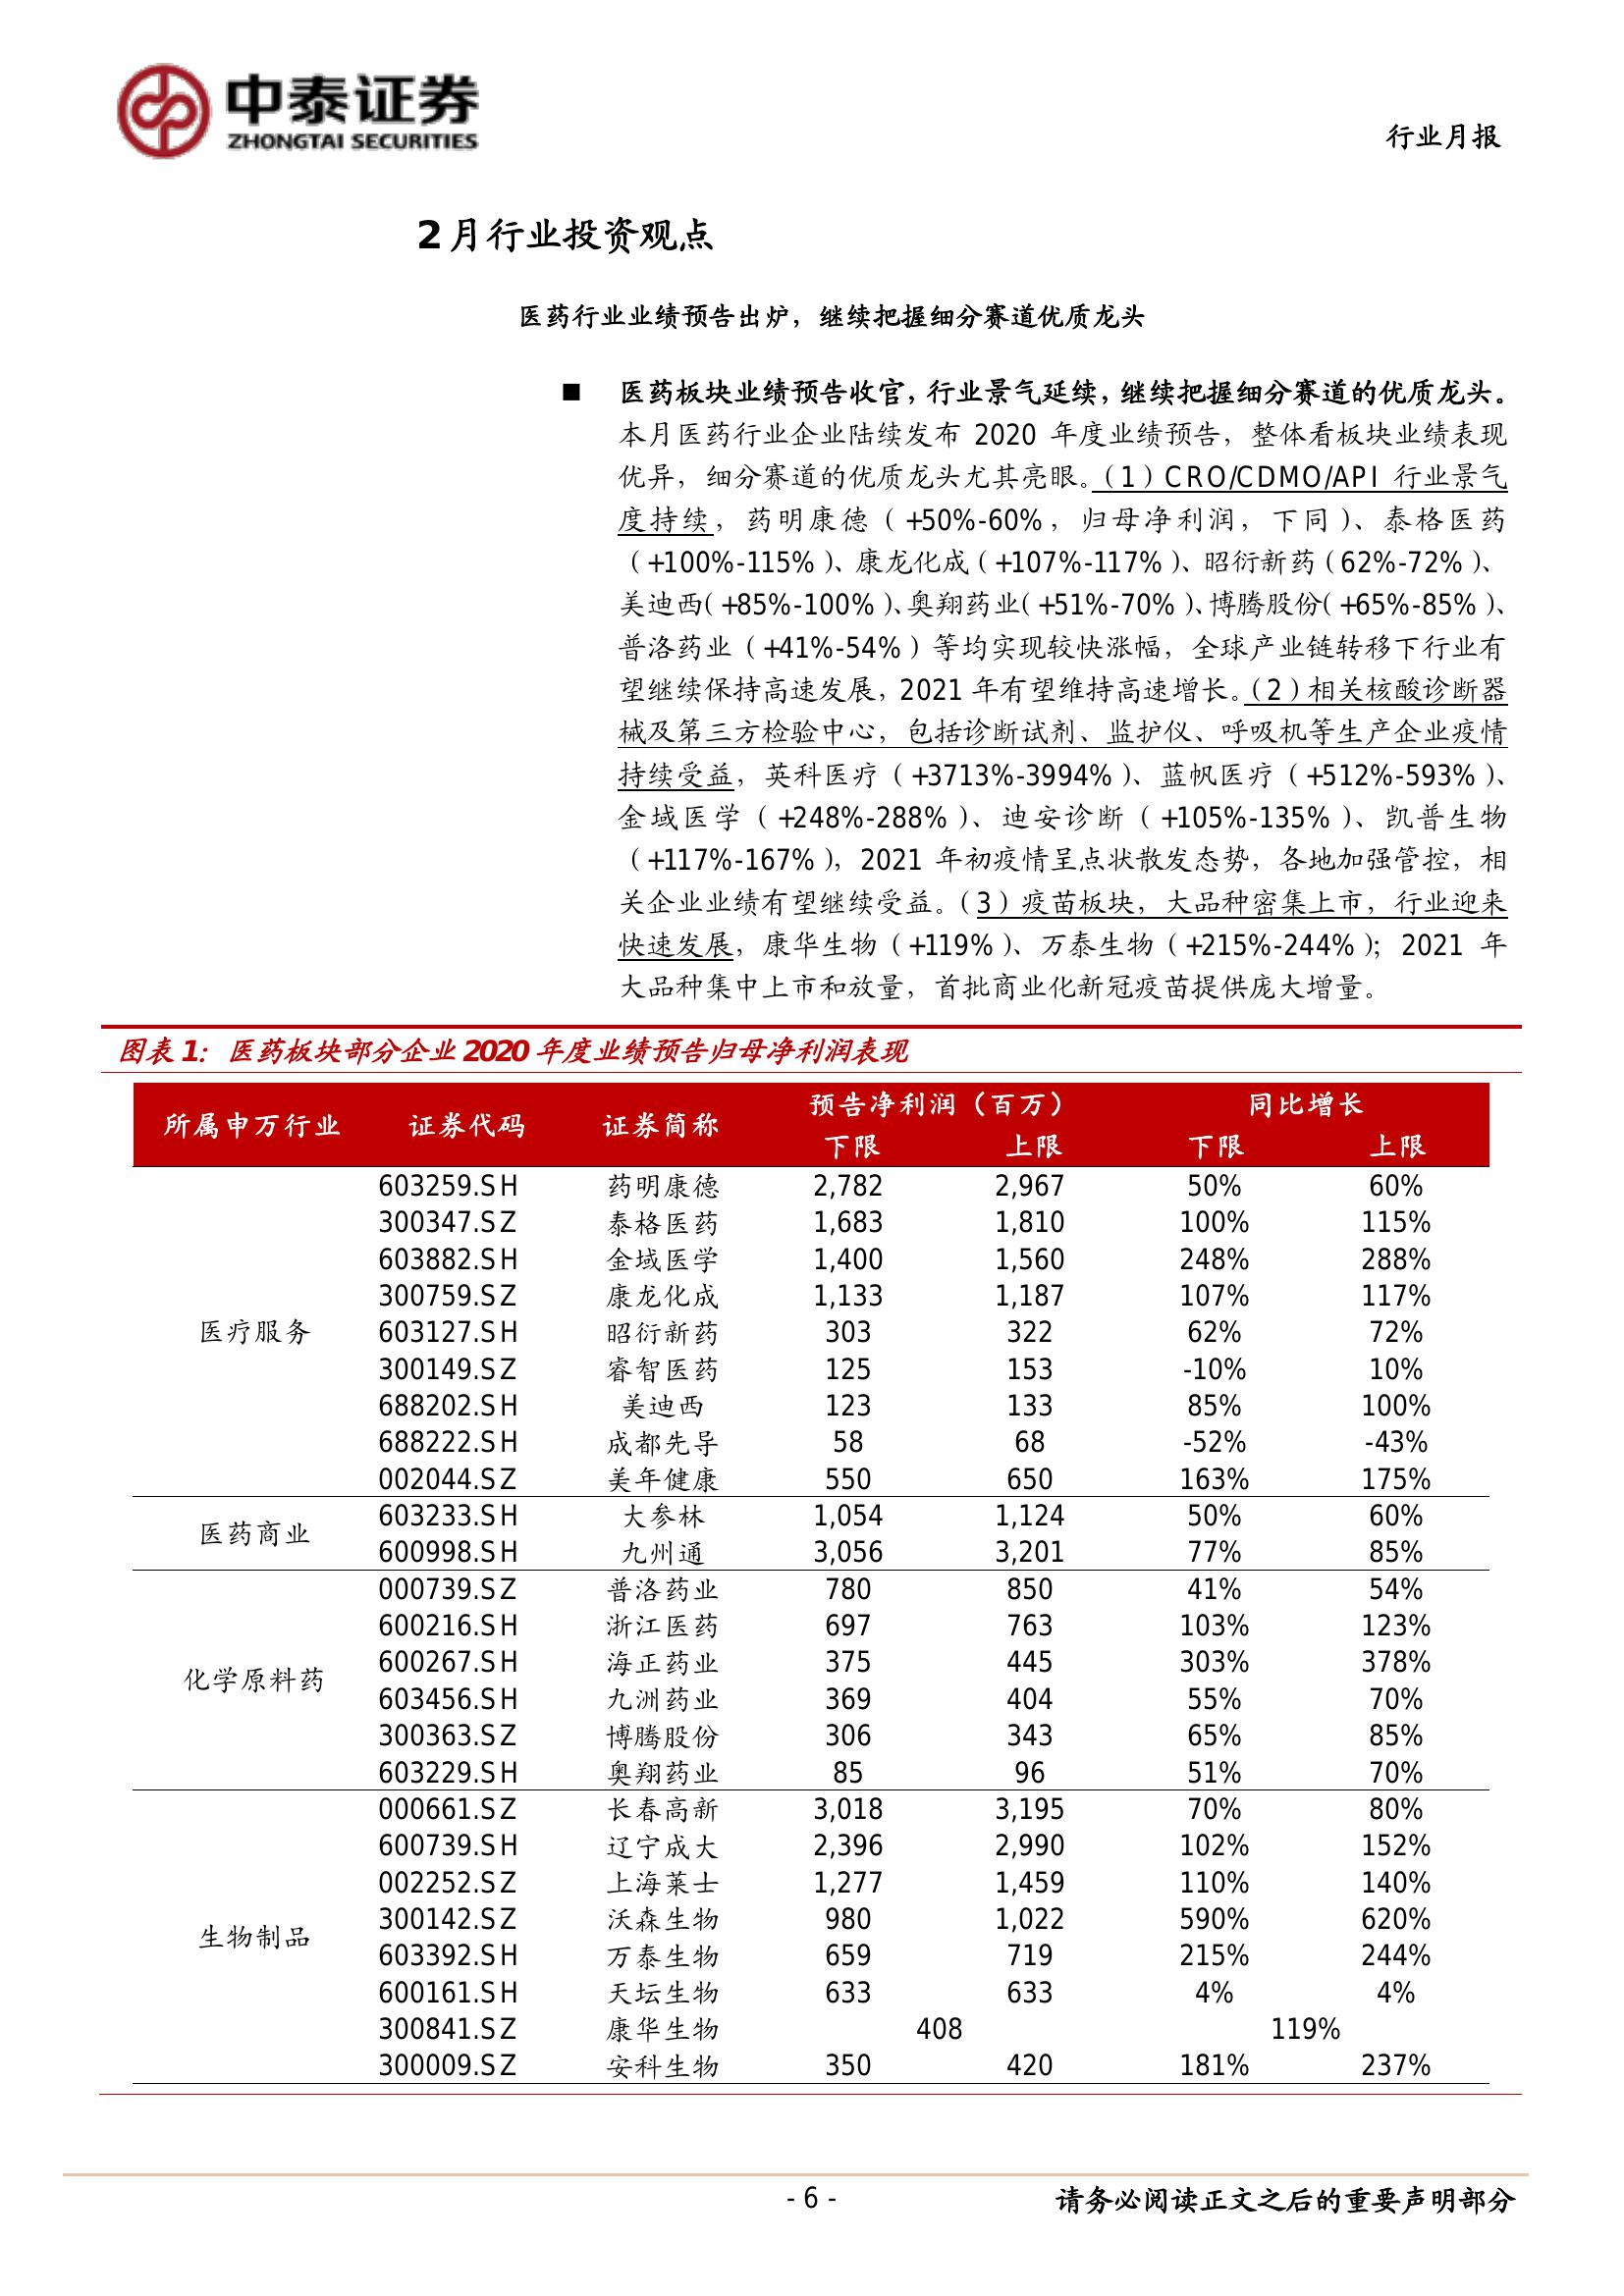 中泰证券
ZHONGTAI SECURITIES
行业月报
2 月行业投资观点
医药行业业绩预告出炉，继续把握细分赛道优质龙头
■ 医药板块业绩预告收官，行业景气延续，继续把握细分赛道的优质龙头。
本月医药行业企业陆续发布 2020 年度业绩预告，整体看板块业绩表现
优异，细分赛道的优质龙头尤其亮眼。（1）CRO/CDMO/API 行业景气
度持续，药明康德（+50%-60%，归母净利润，下同）、泰格医药
（+100%-115%）、康龙化成（+107%-117%）、昭衍新药（62%-72%）、
美迪西（+85%-100%）、奥翔药业（+51%-70%）、博腾股份（+65%-85%）、
普洛药业（+41%-54%）等均实现较快涨幅，全球产业链转移下行业有
望继续保持高速发展，2021 年有望维持高速增长。（2）相关核酸诊断器
械及第三方检验中心，包括诊断试剂、监护仪、呼吸机等生产企业疫情
持续受益，英科医疗（+3713%-3994%）、蓝帆医疗（+512%-593%）、
金域医学（+248%-288%）、迪安诊断（+105%-135%）、凯普生物
（+117%-167%），2021 年初疫情呈点状散发态势，各地加强管控，相
关企业业绩有望继续受益。（3）疫苗板块，大品种密集上市，行业迎来
快速发展，康华生物（+119%）、万泰生物（+215%-244%）；2021 年
大品种集中上市和放量，首批商业化新冠疫苗提供庞大增量。
图表 1：医药板块部分企业 2020 年度业绩预告归母净利润表现
所属申万行业 证券代码 证券简称 预告净利润（百万） 同比增长
下限 上限 下限 上限
603259.SH 药明康德 2,782 2,967 50% 60%
300347.SZ 泰格医药 1,683 1,810 100% 115%
603882.SH 金域医学 1,400 1,560 248% 288%
300759.SZ 康龙化成 1,133 1,187 107% 117%
医疗服务 603127.SH 昭衍新药 303 322 62% 72%
300149.SZ 睿智医药 125 153 -10% 10%
688202.SH 美迪西 123 133 85% 100%
688222.SH 成都先导 58 68 -52% -43%
002044.SZ 美年健康 550 650 163% 175%
医药商业 603233.SH 大参林 1,054 1,124 50% 60%
600998.SH 九州通 3,056 3,201 77% 85%
000739.SZ 普洛药业 780 850 41% 54%
600216.SH 浙江医药 697 763 103% 123%
化学原料药 600267.SH 海正药业 375 445 303% 378%
603456.SH 九洲药业 369 404 55% 70%
300363.SZ 博腾股份 306 343 65% 85%
603229.SH 奥翔药业 85 96 51% 70%
000661.SZ 长春高新 3,018 3,195 70% 80%
600739.SH 辽宁成大 2,396 2,990 102% 152%
002252.SZ 上海莱士 1,277 1,459 110% 140%
300142.SZ 沃森生物 980 1,022 590% 620%
生物制品 603392.SH 万泰生物 659 719 215% 244%
600161.SH 天坛生物 633 633 4% 4%
300841.SZ 康华生物 408 119%
300009.SZ 安科生物 350 420 181% 237%
- 6 -
请务必阅读正文之后的重要声明部分